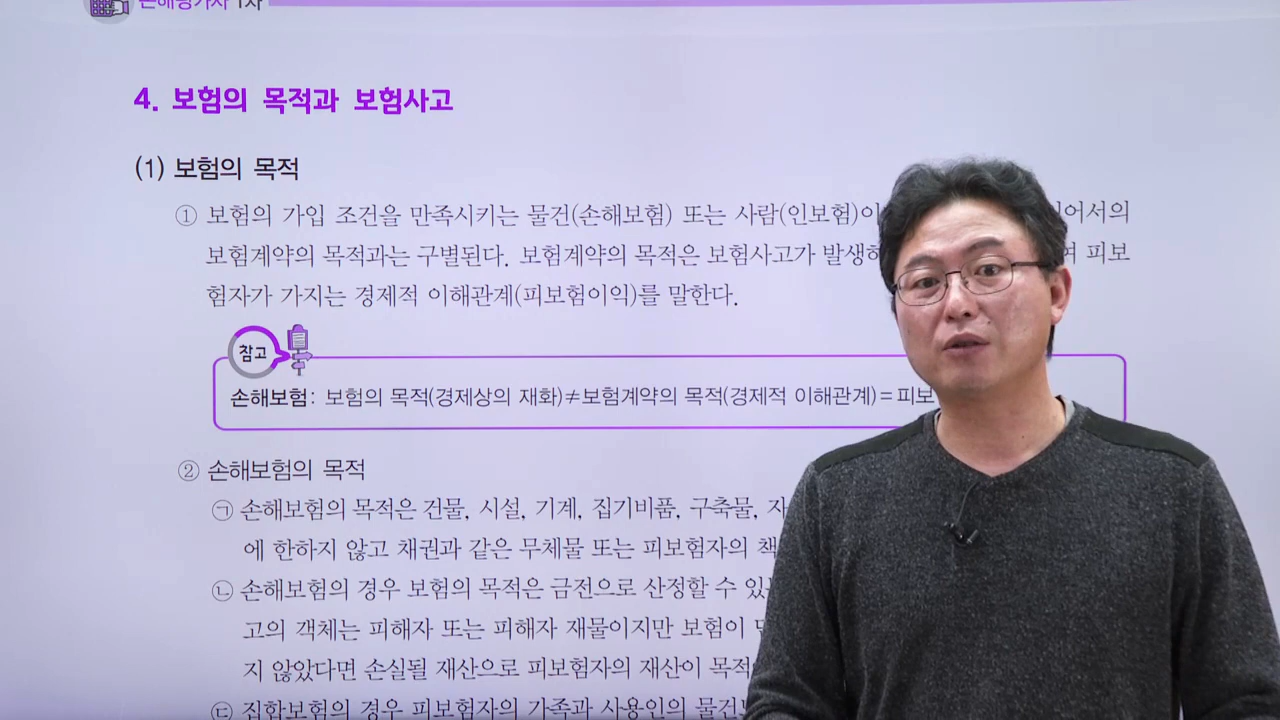 손해평가사 1차
4. 보험의 목적과 보험사고
(1) 보험의 목적
① 보험의 가입 조건을 만족시키는 물건(손해보험) 또는 사람(인보험)이
보험계약의 목적과는 구별된다. 보험계약의 목적은 보험사고가 발생하 피보
험자가 가지는 경제적 이해관계(피보험이익)를 말한다.
참고
손해보험: 보험의 목적(경제상의 재화)≠보험계약의 목적(경제적 이해관계)=피보
② 손해보험의 목적
㉠ 손해보험의 목적은 건물, 시설, 기계, 집기비품, 구축물,
에 한하지 않고 채권과 같은 무체물 또는 피보험자의 책
㉡ 손해보험의 경우 보험의 목적은 금전으로 산정할 수 있
고의 객체는 피해자 또는 피해자 재물이지만 보험이
지 않았다면 손실될 재산으로 피보험자의 재산이 목적
㉢ 집합보험의 경우 피보험자의 가족과 사용인의 물건